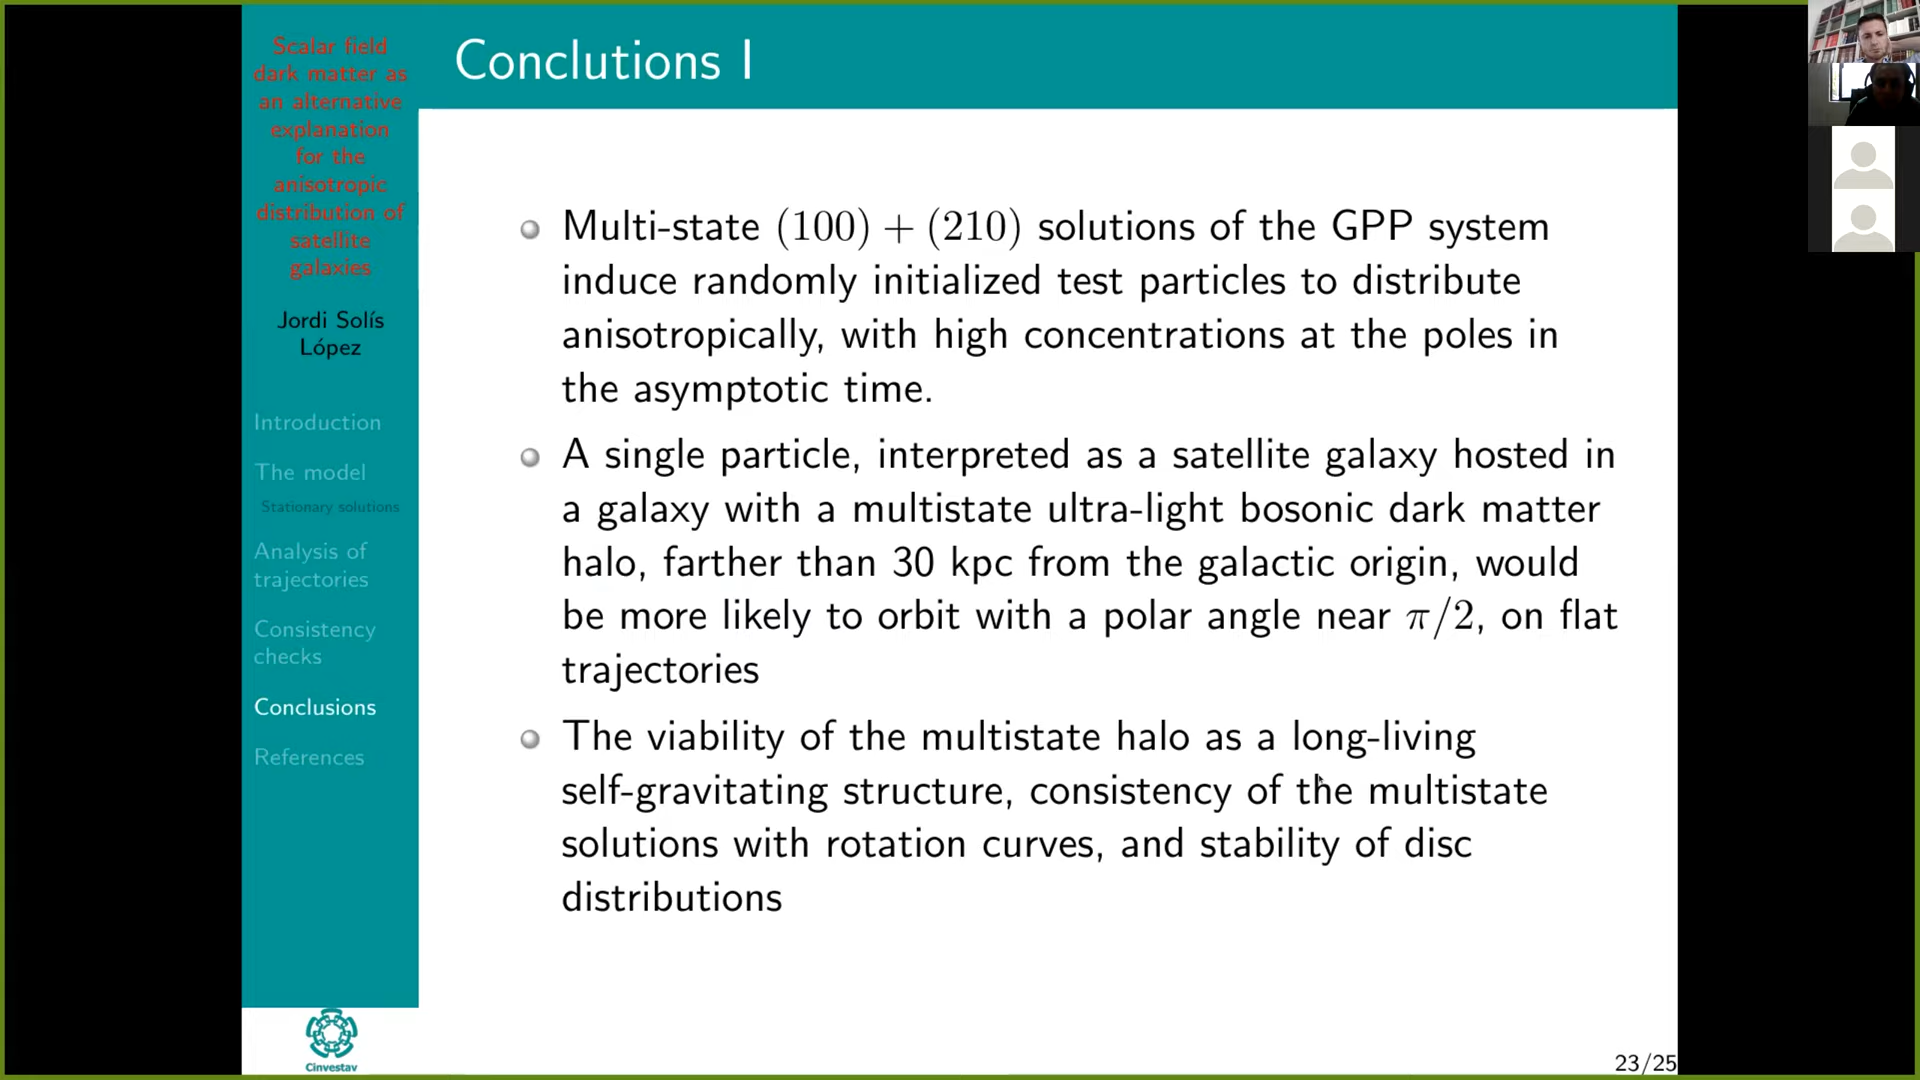 Scalar field
dark matter as
an alternative
explanation
for the
anisotropic
distribution of
satellite
galaxies
Jordi Solís
López
Introduction
The model
Stationary solutions
Analysis of
trajectories
Consistency
checks
Conclusions
References
Cinvestav
Conclutions I
Multi-state (100) + (210) solutions of the GPP system
induce randomly initialized test particles to distribute
anisotropically, with high concentrations at the poles in
the asymptotic time.
A single particle, interpreted as a satellite galaxy hosted in
a galaxy with a multistate ultra-light bosonic dark matter
halo, farther than 30 kpc from the galactic origin, would
be more likely to orbit with a polar angle near π/2, on flat
trajectories
The viability of the multistate halo as a long-living
self-gravitating structure, consistency of the multistate
solutions with rotation curves, and stability of disc
distributions
23/25